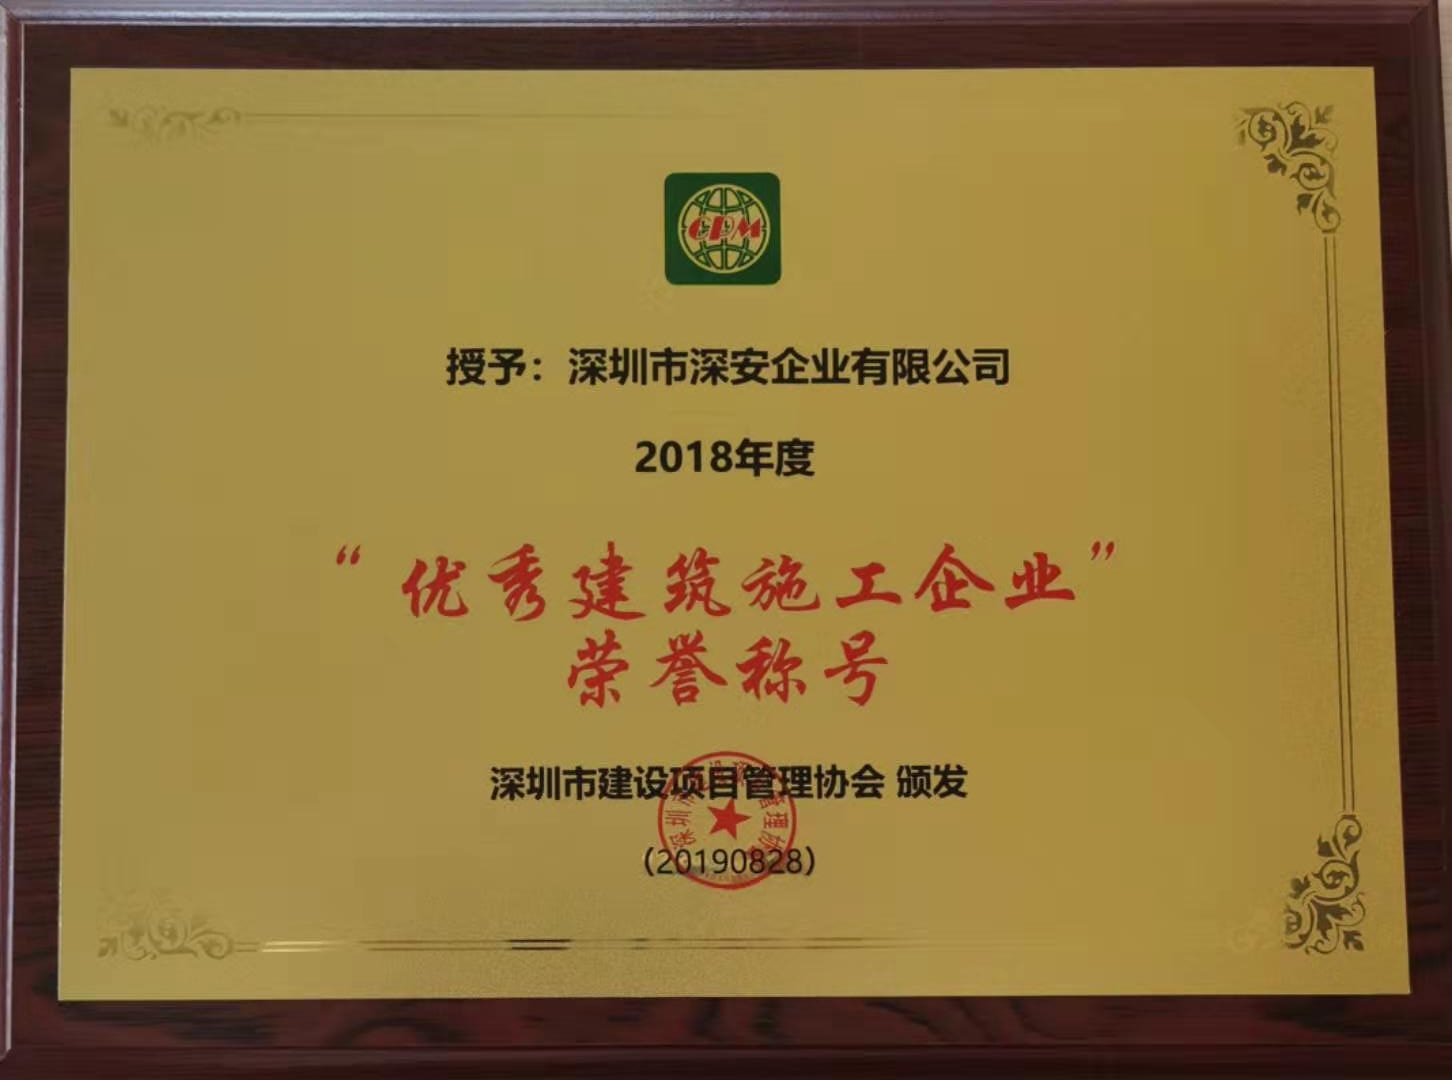 CPM
授予：深圳市深安企业有限公司
2018年度
“优秀建筑施工企业”
荣誉称号
深圳市建设项目管理协会 颁发
(20190828)